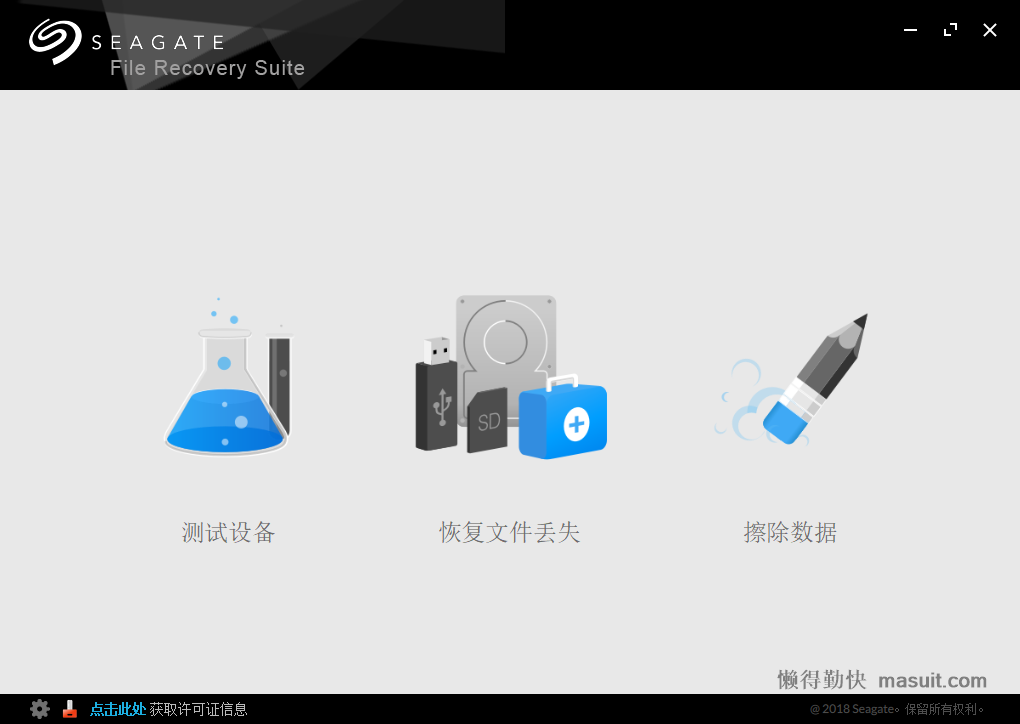 SEAGATE
File Recovery Suite
SD
测试设备
恢复文件丢失
擦除数据
懒得勤快 masuit.com
点击此处 获取许可证信息
@ 2018 Seagate。保留所有权利。